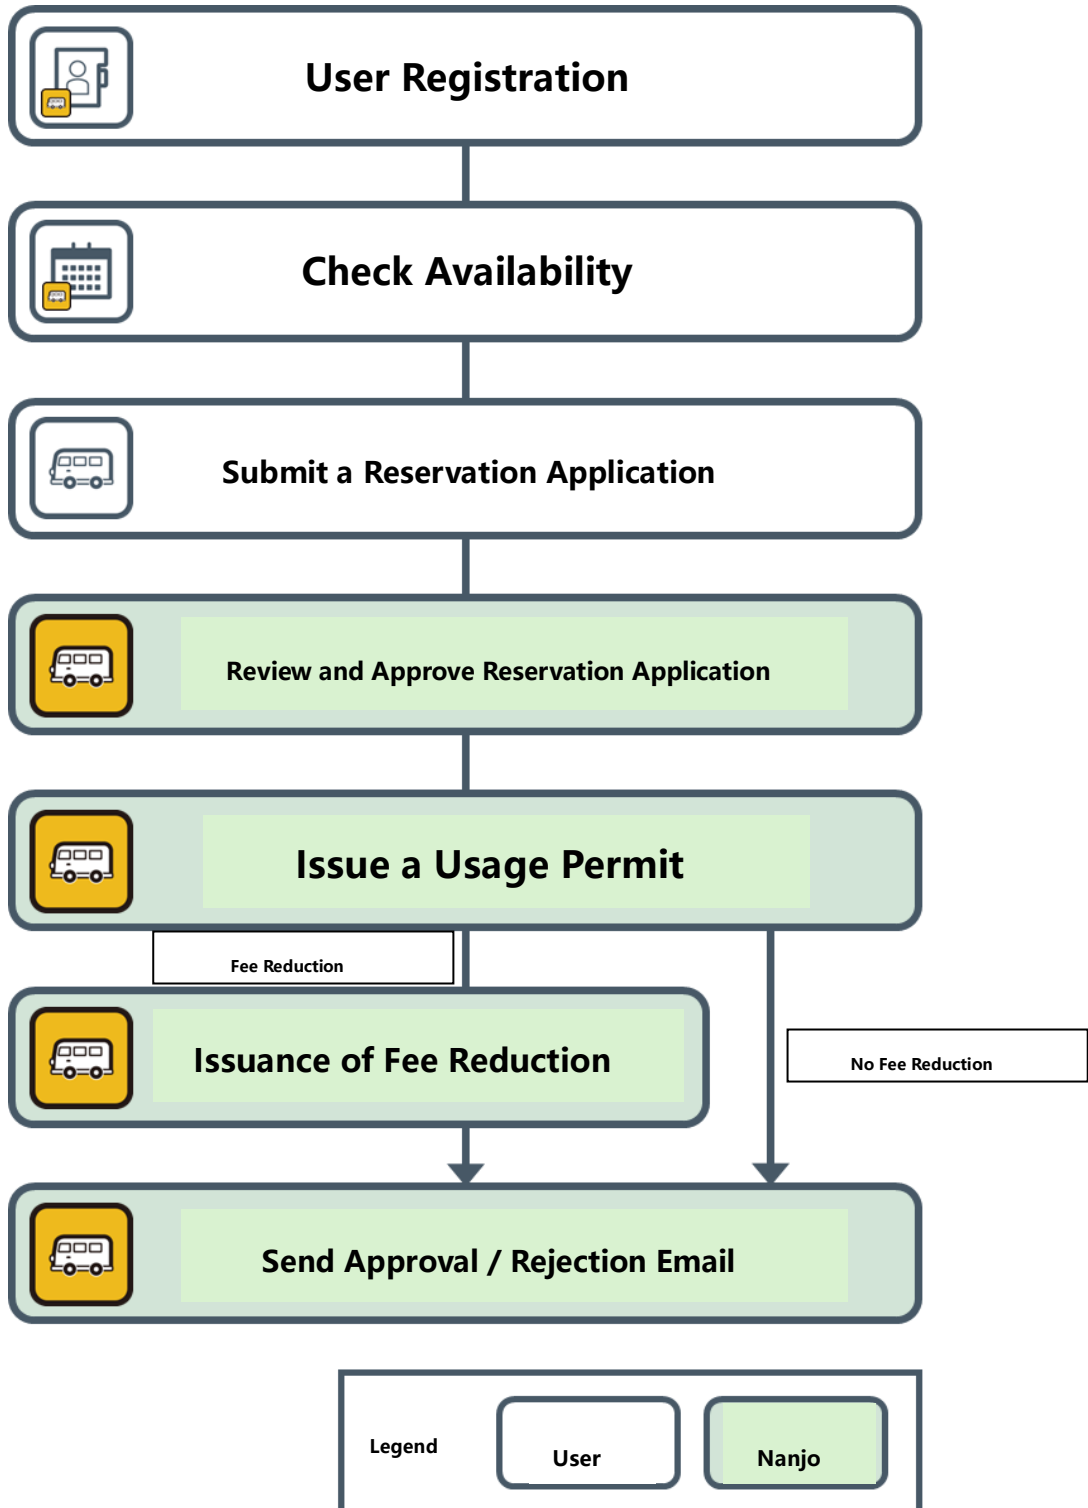 User Registration
Check Availability
Submit a Reservation Application
Review and Approve Reservation Application
Issue a Usage Permit
Fee Reduction
Issuance of Fee Reduction
No Fee Reduction
Send Approval / Rejection Email
Legend
User
Nanjo